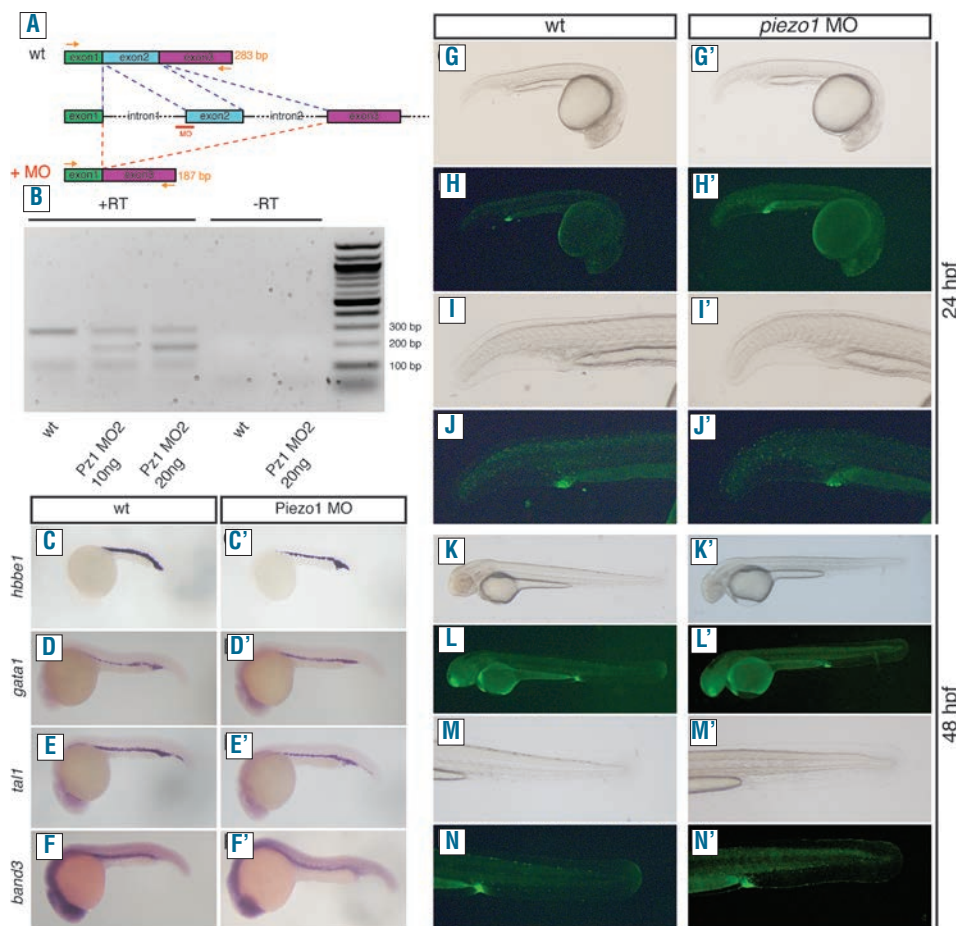 A
wt
exon1 exon2 exon3 283 bp
exon1 intron1 exon2 intron2 exon3
MO
+ MO
exon1 exon3 187 bp
B
+RT -RT
300 bp
200 bp
100 bp
wt
Pz1 MO2
10ng
Pz1 MO2
20ng
wt
Pz1 MO2
20ng
wt Piezo1 MO
hbbe1
C C’
gata1
D D’
tal1
E E’
band3
F F’
wt piezo1 MO
G G’
H H’
I I’
J J’
24 hpf
K K’
L L’
M M’
N N’
48 hpf